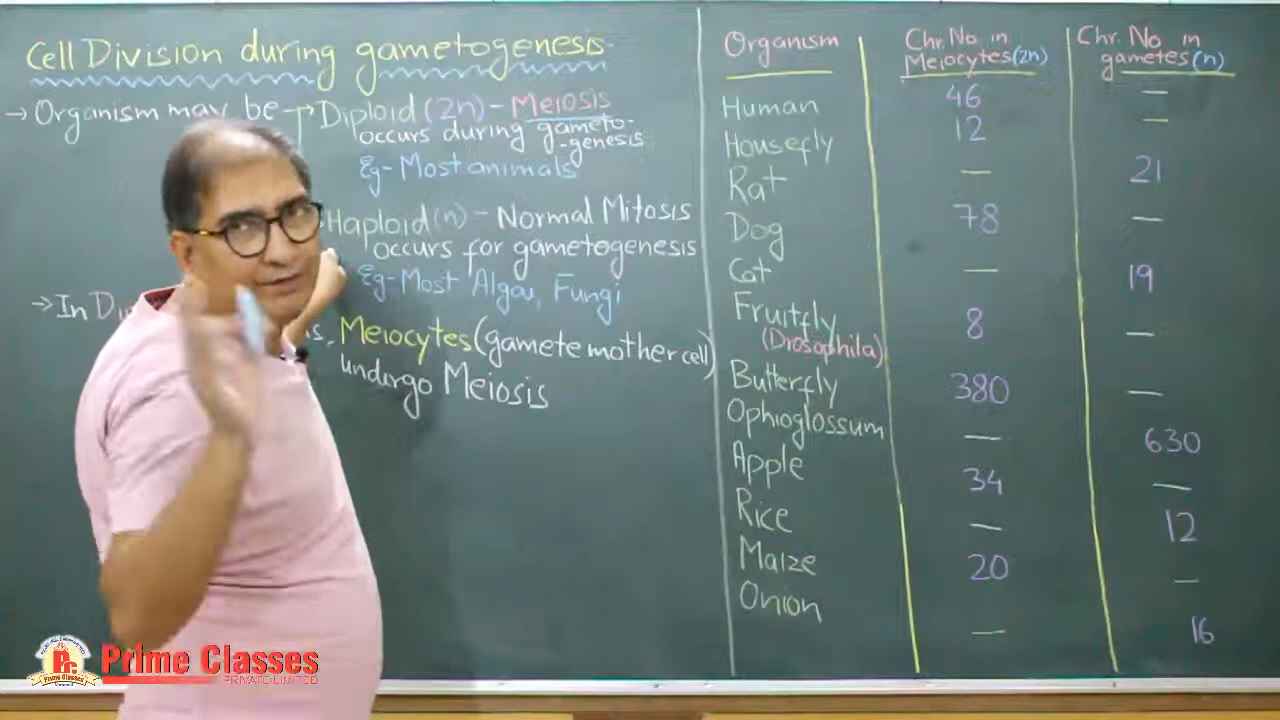 Cell Division during gametogenesis
→ Organism may be → Diploid (2n) - Meiosis
occurs during gameto-
-genesis
Eg- Most animals
Haploid (n) - Normal Mitosis
occurs for gametogenesis
Eg- Most Algae, Fungi
→ In
Meiocytes (gamete mother cell)
undergo Meiosis
Organism Chr. No. in Meiocytes (2n) Chr. No. in gametes (n)
Human 46 —
Housefly 12 —
Rat — 21
Dog 78 —
Cat — 19
Fruitfly 8 —
(Drosophila)
Butterfly 380 —
Ophioglossum — 630
Apple 34 —
Rice — 12
Maize 20 —
Onion — 16
Prime Classes
PRIVATE LIMITED